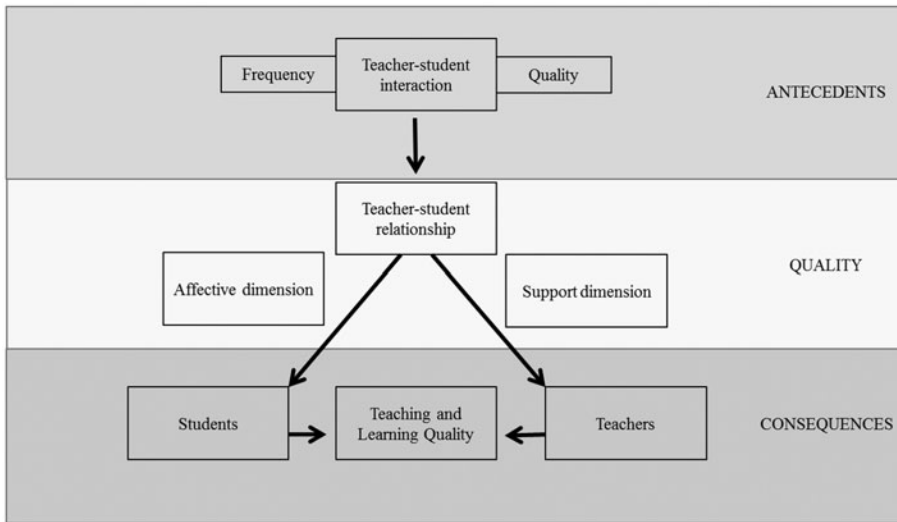 Frequency
Teacher-student
interaction
Quality
ANTECEDENTS
Teacher-student
relationship
Affective dimension
Support dimension
QUALITY
Students
Teaching and
Learning Quality
Teachers
CONSEQUENCES